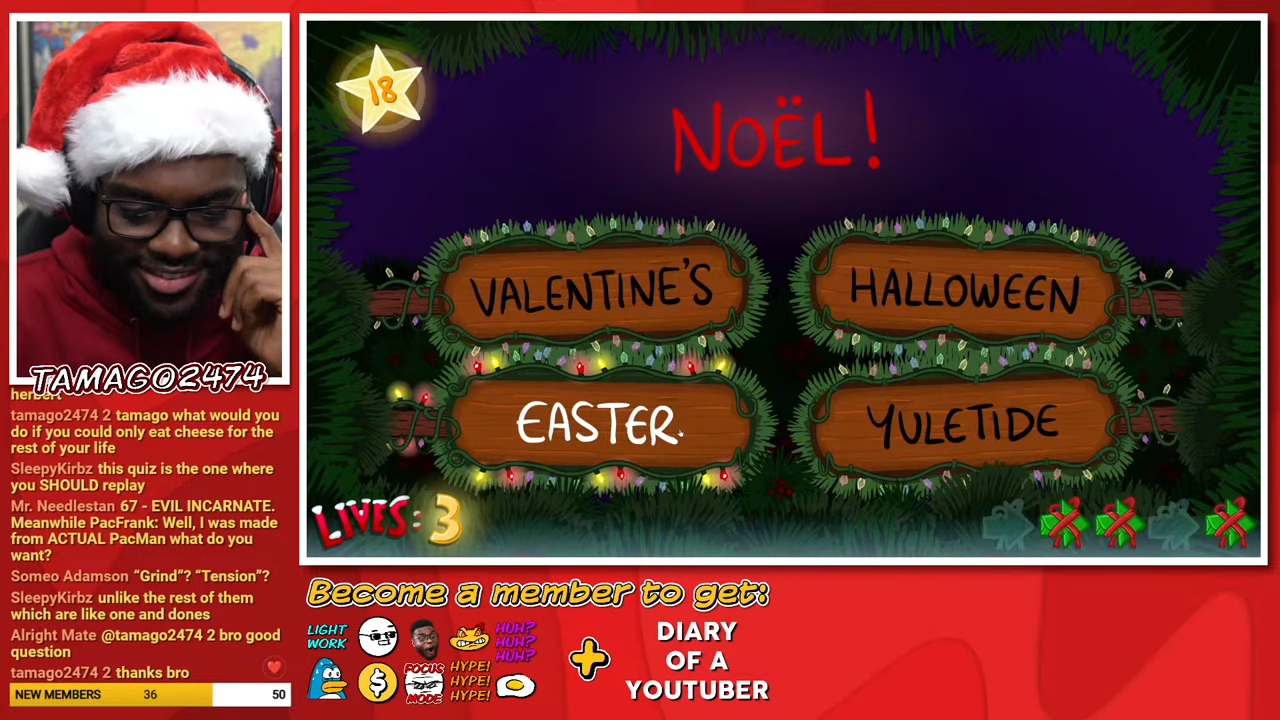 18
NOËL!
VALENTINE'S
HALLOWEEN
EASTER
YULETIDE
LIVES: 3
TAMAGO2474
herbert
tamago2474 2 tamago what would you
do if you could only eat cheese for the
rest of your life
SleepyKirbz this quiz is the one where
you SHOULD replay
Mr. Needlestan 67 - EVIL INCARNATE.
Meanwhile PacFrank: Well, I was made
from ACTUAL PacMan what do you
want?
Someo Adamson “Grind”? “Tension”?
SleepyKirbz unlike the rest of them
which are like one and dones
Alright Mate @tamago2474 2 bro good
question
tamago2474 2 thanks bro
NEW MEMBERS 36 50
Become a member to get:
LIGHT
WORK
HUH?
HUH?
HUH?
FOCUS
MODE
HYPE!
HYPE!
HYPE!
DIARY
OF A
YOUTUBER